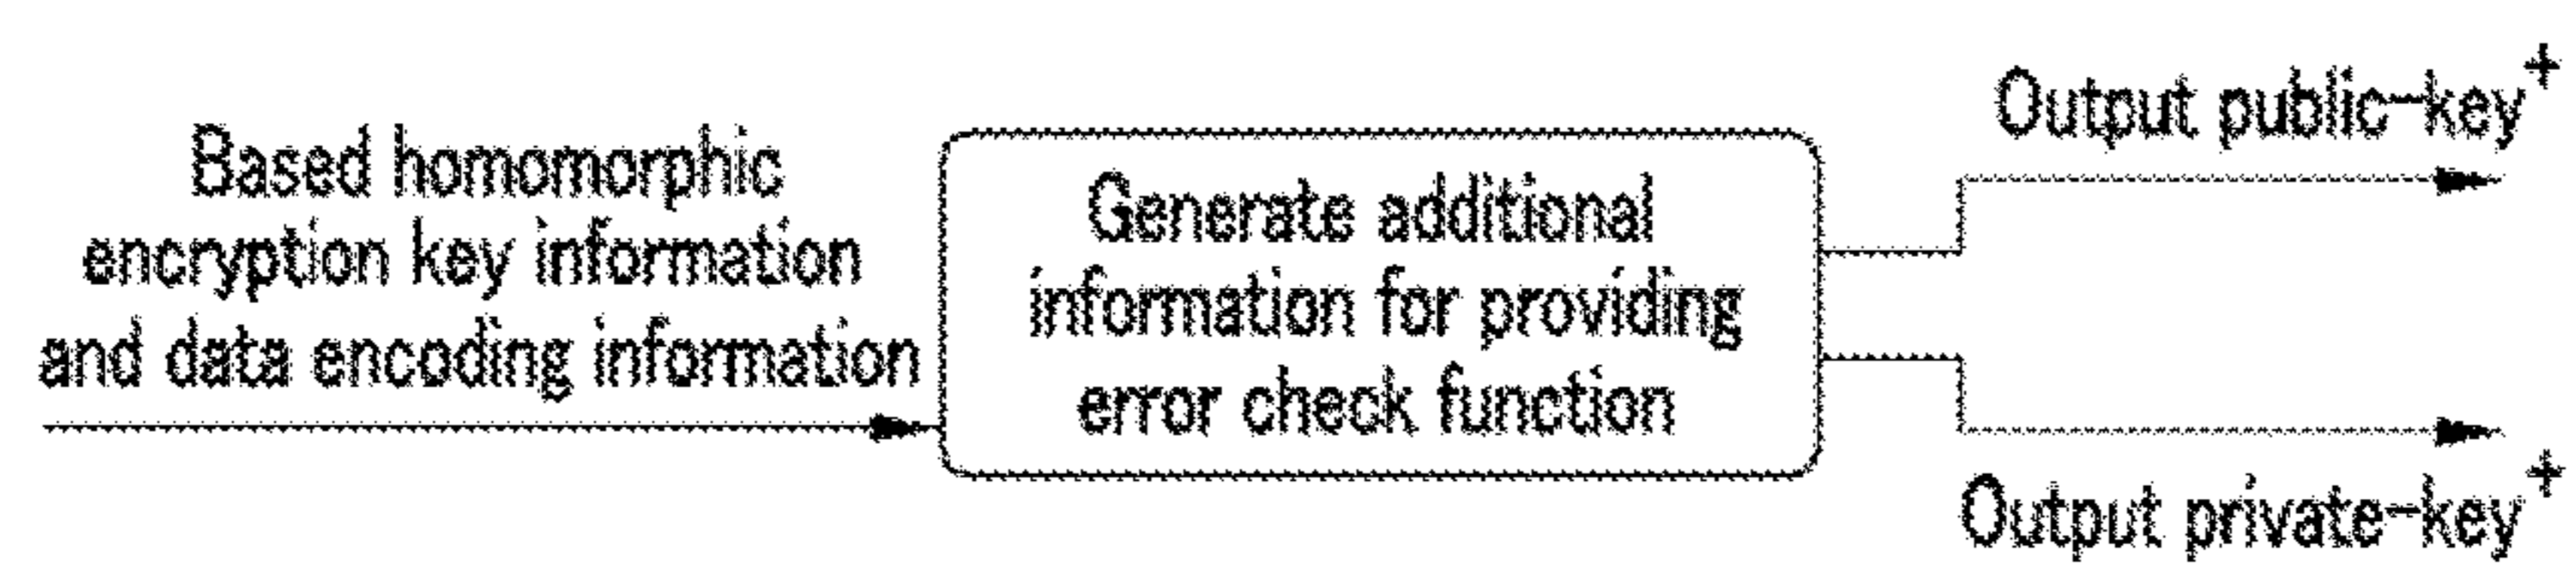 Based homomorphic
encryption key information
and data encoding information
Generate additional
information for providing
error check function
Output public-key+
Output private-key+